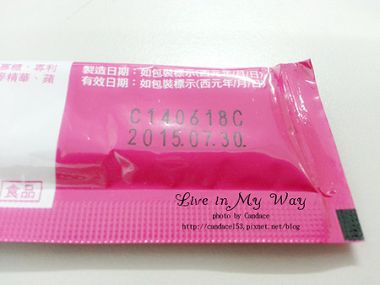 專櫃、專利
精華、蘋
製造日期：如包裝標示(西元年/月/日)
有效日期：如包裝標示(西元年/月/日)
C140618C
2015.07.30.
食品
Live in My Way
photo by Candace
http://candace153.pixnet.net/blog